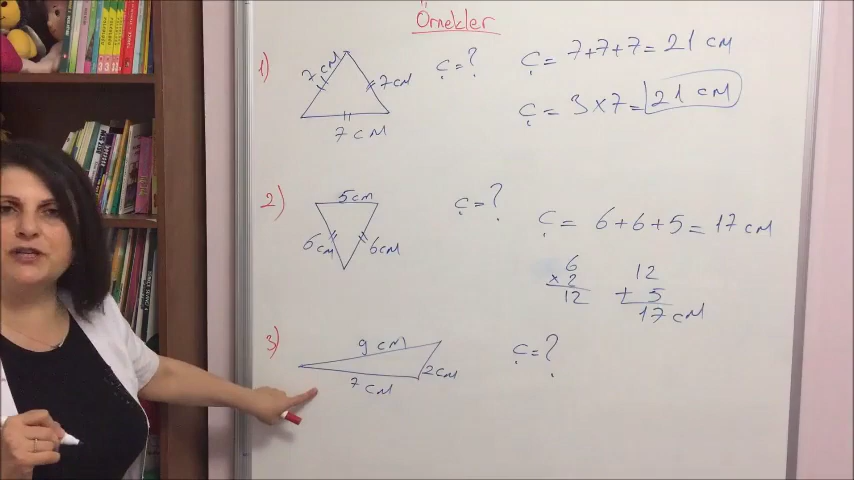 Örnekler
1) 7 cm 7 cm 7 cm Ç = ? Ç = 7+7+7 = 21 cm
Ç = 3 x 7 = 21 cm
2) 5 cm 6 cm 6 cm Ç = ? Ç = 6+6+5 = 17 cm
6 12
x 2 + 5
12 17 cm
3) 9 cm 7 cm 2 cm Ç = ?